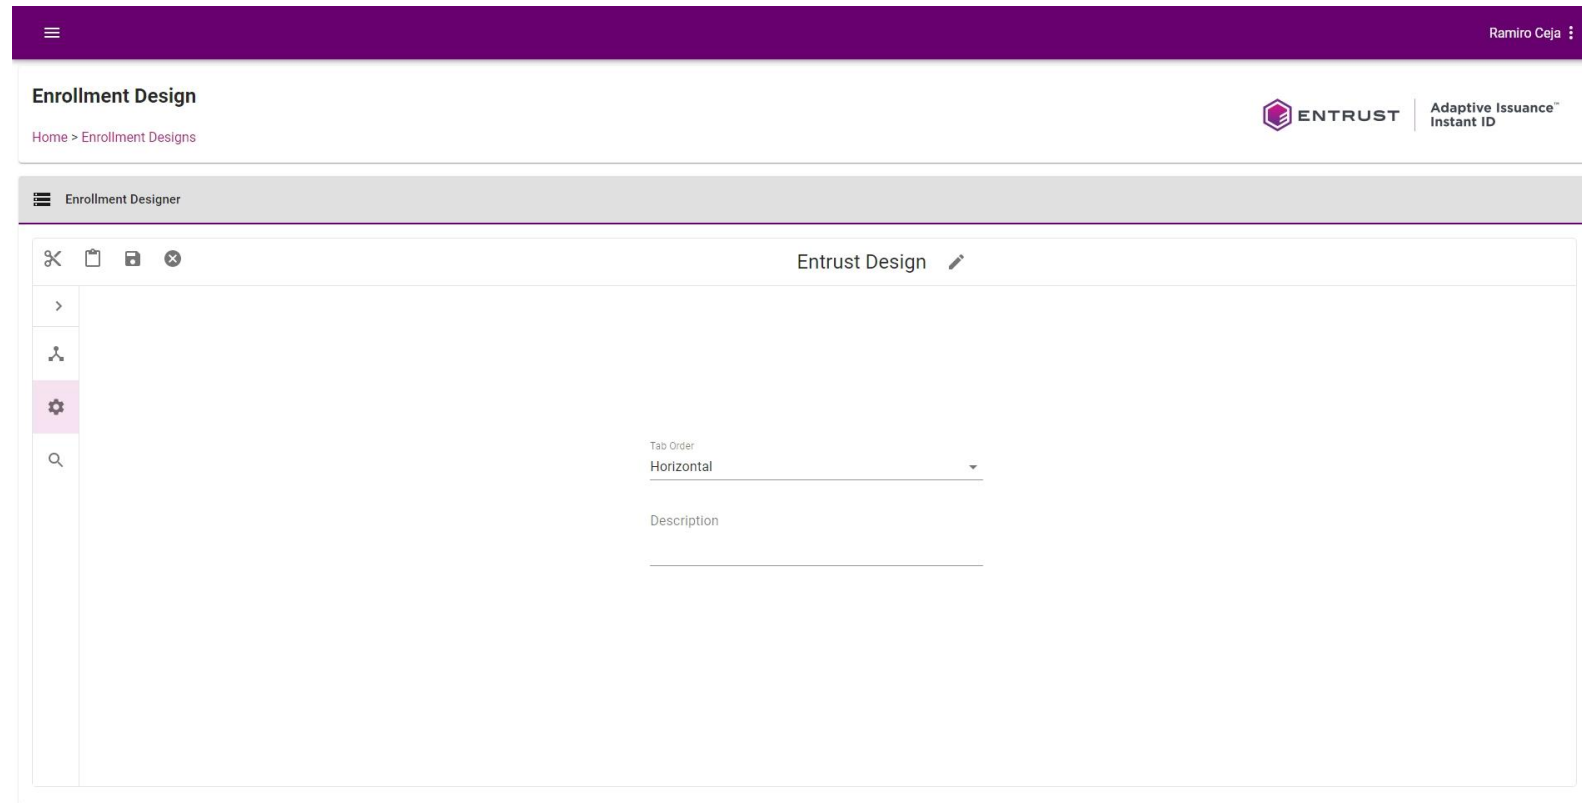 Ramiro Ceja
Enrollment Design
Home > Enrollment Designs
ENTRUST
Adaptive Issuance™
Instant ID
Enrollment Designer
Entrust Design
Tab Order
Horizontal
Description